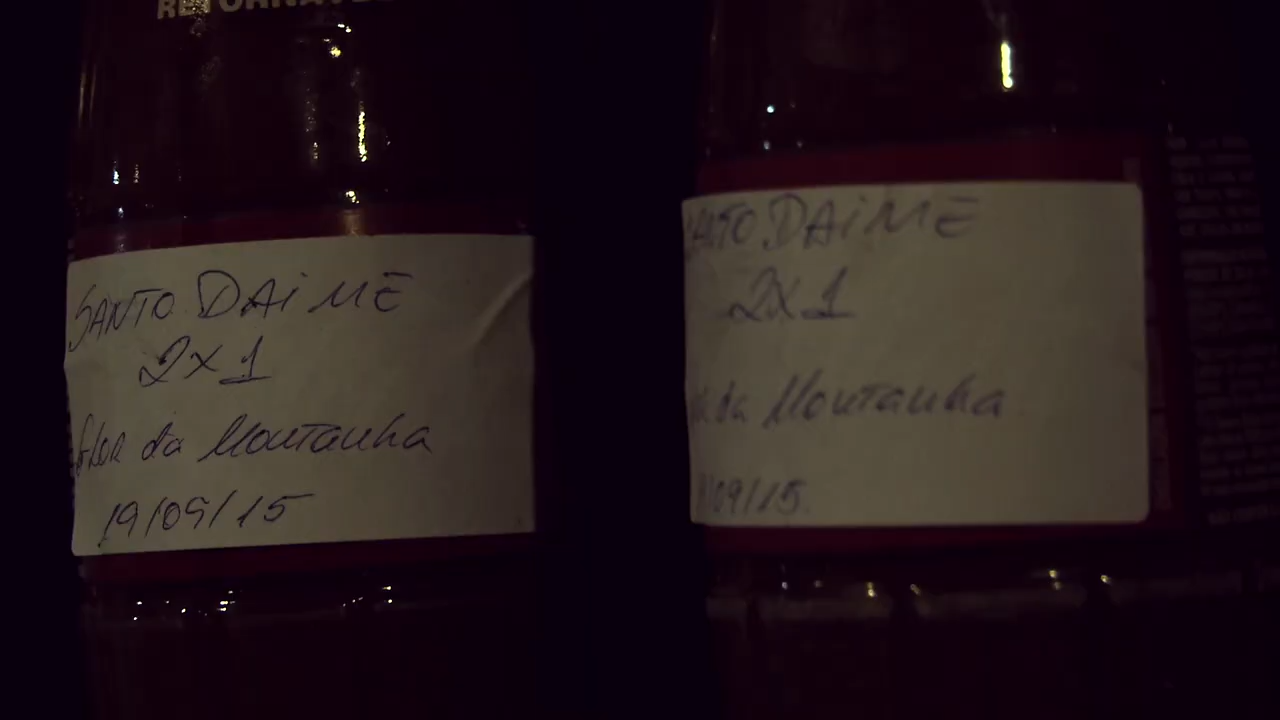 SANTO DAiME
2x1
Flor da Montanha
19/09/15
SANTO DAiME
2x1
da Montanha
/09/15